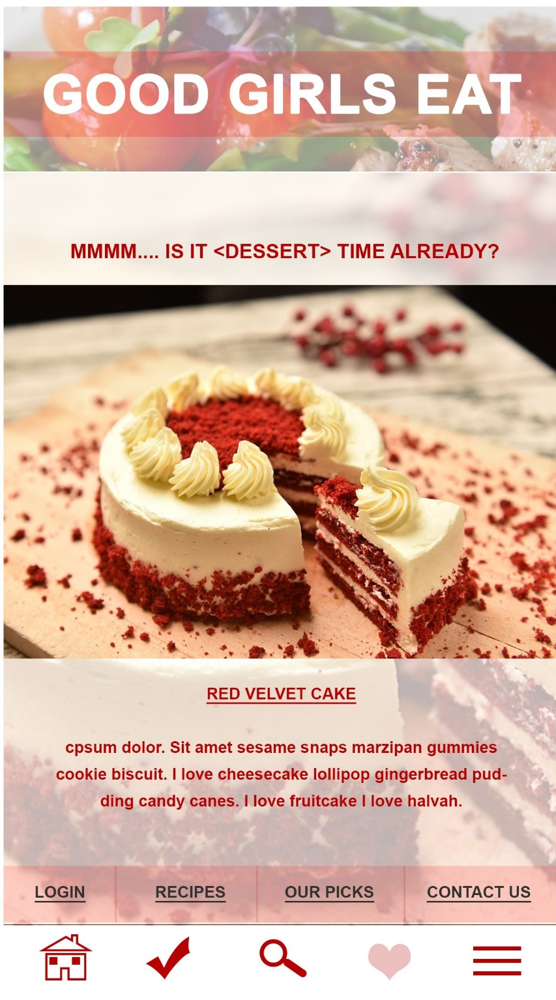 GOOD GIRLS EAT
MMMM.... IS IT <DESSERT> TIME ALREADY?
RED VELVET CAKE
cpsum dolor. Sit amet sesame snaps marzipan gummies
cookie biscuit. I love cheesecake lollipop gingerbread pud-
ding candy canes. I love fruitcake I love halvah.
LOGIN RECIPES OUR PICKS CONTACT US